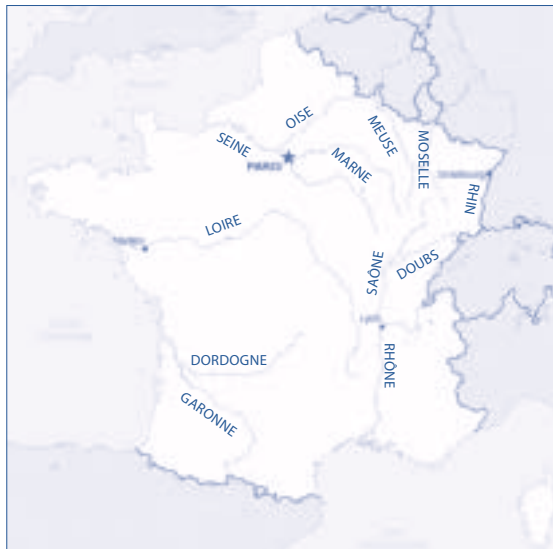 OISE
SEINE
MEUSE
MOSELLE
PARIS
MARNE
RHIN
LOIRE
SAÔNE
DOUBS
RHÔNE
DORDOGNE
GARONNE